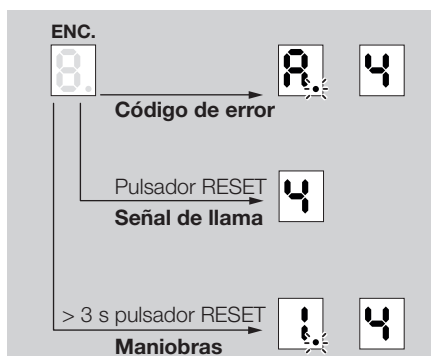 ENC.
8. A. 4
Código de error
Pulsador RESET
4
Señal de llama
> 3 s pulsador RESET
1. 4
Maniobras